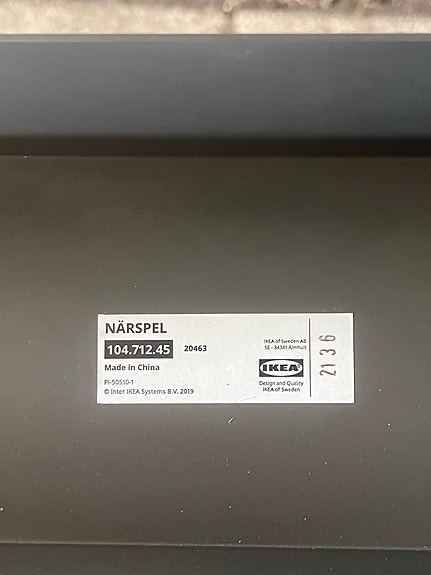 NÄRSPEL
104.712.45 20463
Made in China
PI-50510-1
© Inter IKEA Systems B.V. 2019
IKEA of Sweden AB
SE - 34381 Älmhult
IKEA®
Design and Quality
IKEA of Sweden
2136